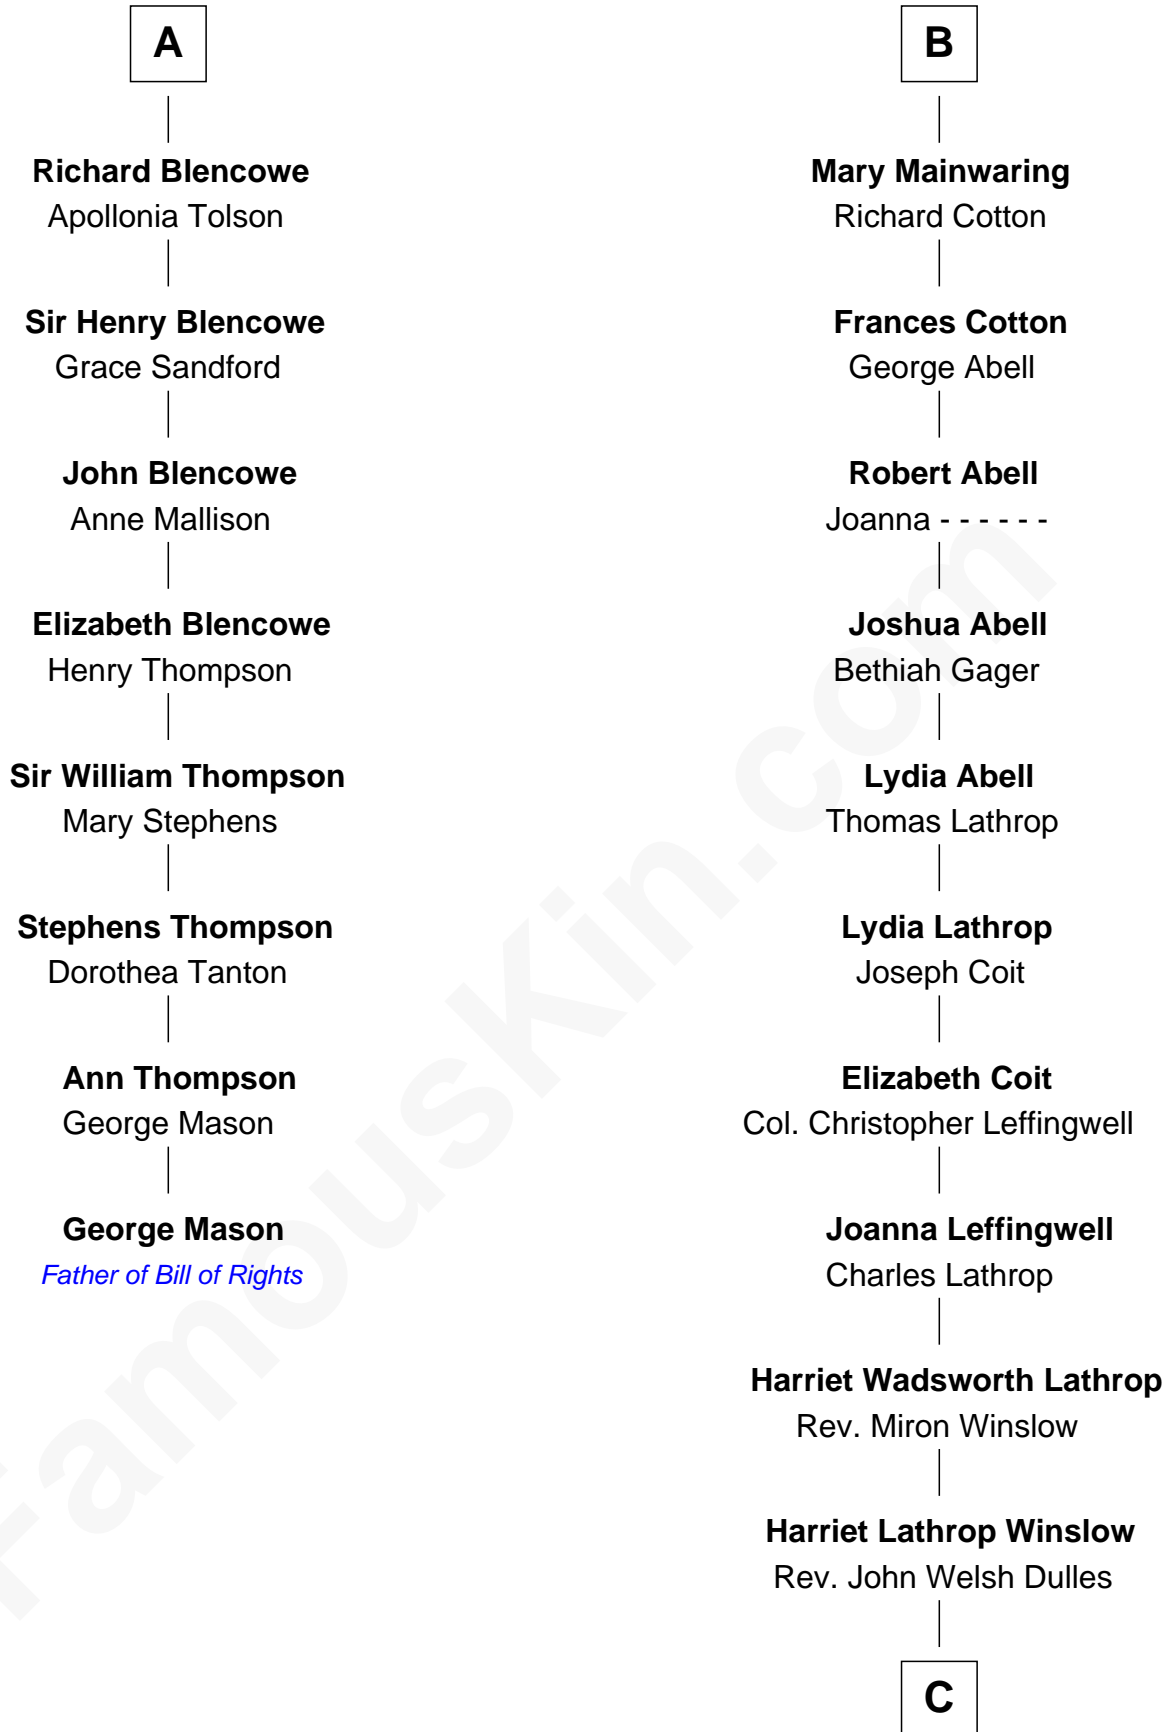 A
Richard Blencowe
Apollonia Tolson
Sir Henry Blencowe
Grace Sandford
John Blencowe
Anne Mallison
Elizabeth Blencowe
Henry Thompson
Sir William Thompson
Mary Stephens
Stephens Thompson
Dorothea Tanton
Ann Thompson
George Mason
George Mason
Father of Bill of Rights
B
Mary Mainwaring
Richard Cotton
Frances Cotton
George Abell
Robert Abell
Joanna - - - - - -
Joshua Abell
Bethiah Gager
Lydia Abell
Thomas Lathrop
Lydia Lathrop
Joseph Coit
Elizabeth Coit
Col. Christopher Leffingwell
Joanna Leffingwell
Charles Lathrop
Harriet Wadsworth Lathrop
Rev. Miron Winslow
Harriet Lathrop Winslow
Rev. John Welsh Dulles
C
FamousKin.com